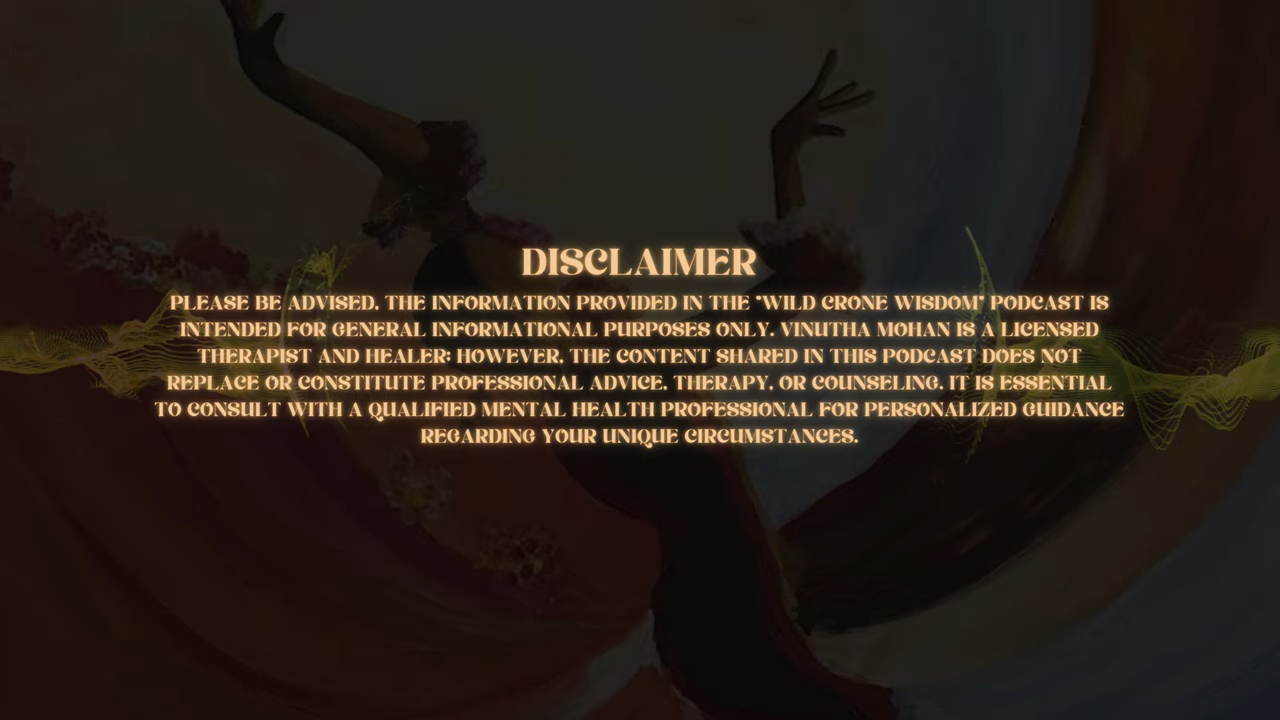 DISCLAIMER
PLEASE BE ADVISED, THE INFORMATION PROVIDED IN THE "WILD CRONE WISDOM" PODCAST IS
INTENDED FOR GENERAL INFORMATIONAL PURPOSES ONLY. VINUTHA MOHAN IS A LICENSED
THERAPIST AND HEALER; HOWEVER, THE CONTENT SHARED IN THIS PODCAST DOES NOT
REPLACE OR CONSTITUTE PROFESSIONAL ADVICE, THERAPY, OR COUNSELING. IT IS ESSENTIAL
TO CONSULT WITH A QUALIFIED MENTAL HEALTH PROFESSIONAL FOR PERSONALIZED GUIDANCE
REGARDING YOUR UNIQUE CIRCUMSTANCES.